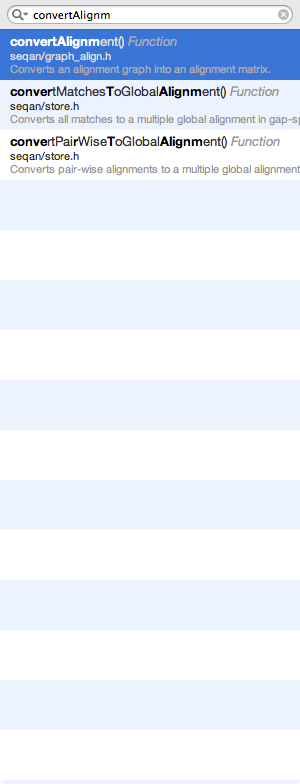 convertAlignm
convertAlignment() Function
seqan/graph_align.h
Converts an alignment graph into an alignment matrix.
convertMatchesToGlobalAlignment() Function
seqan/store.h
Converts all matches to a multiple global alignment in gap-sp
convertPairWiseToGlobalAlignment() Function
seqan/store.h
Converts pair-wise alignments to a multiple global alignment